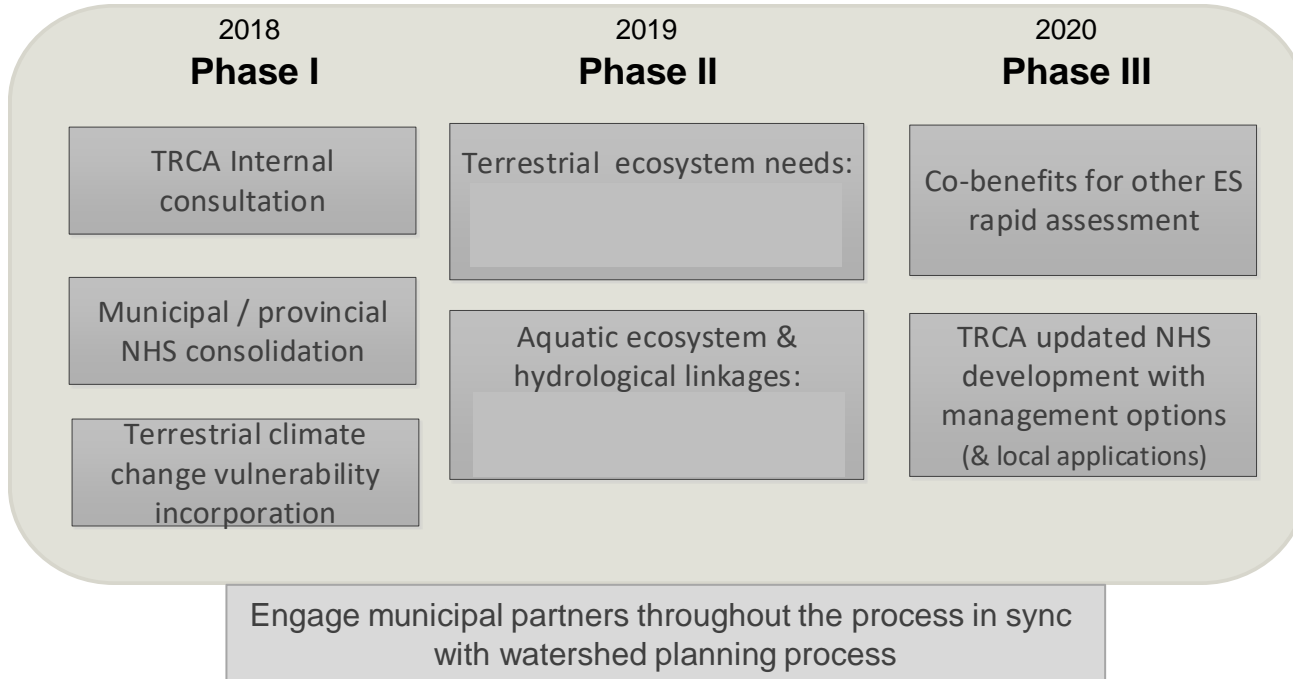 2018
Phase I
TRCA Internal
consultation
Municipal / provincial
NHS consolidation
Terrestrial climate
change vulnerability
incorporation
2019
Phase II
Terrestrial ecosystem needs:
Aquatic ecosystem &
hydrological linkages:
2020
Phase III
Co-benefits for other ES
rapid assessment
TRCA updated NHS
development with
management options
(& local applications)
Engage municipal partners throughout the process in sync
with watershed planning process